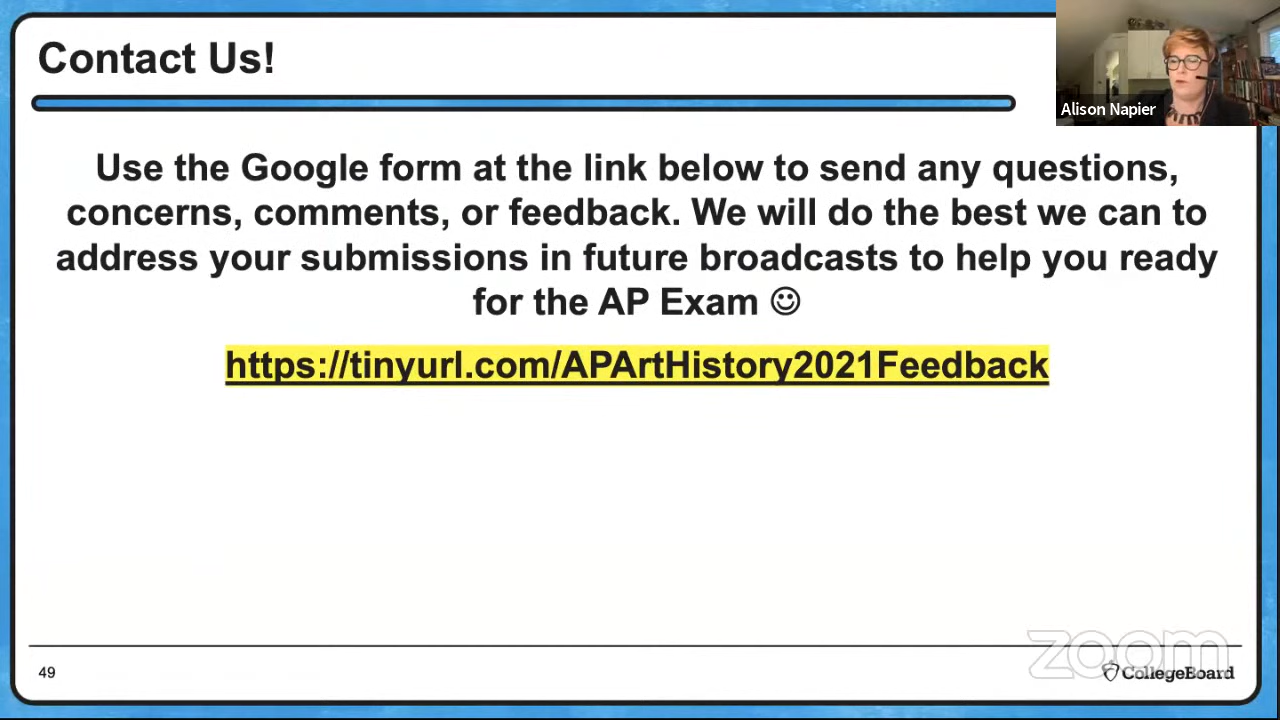 Contact Us!
Alison Napier
Use the Google form at the link below to send any questions,
concerns, comments, or feedback. We will do the best we can to
address your submissions in future broadcasts to help you ready
for the AP Exam ☺
https://tinyurl.com/APArtHistory2021Feedback
zoom
49
CollegeBoard